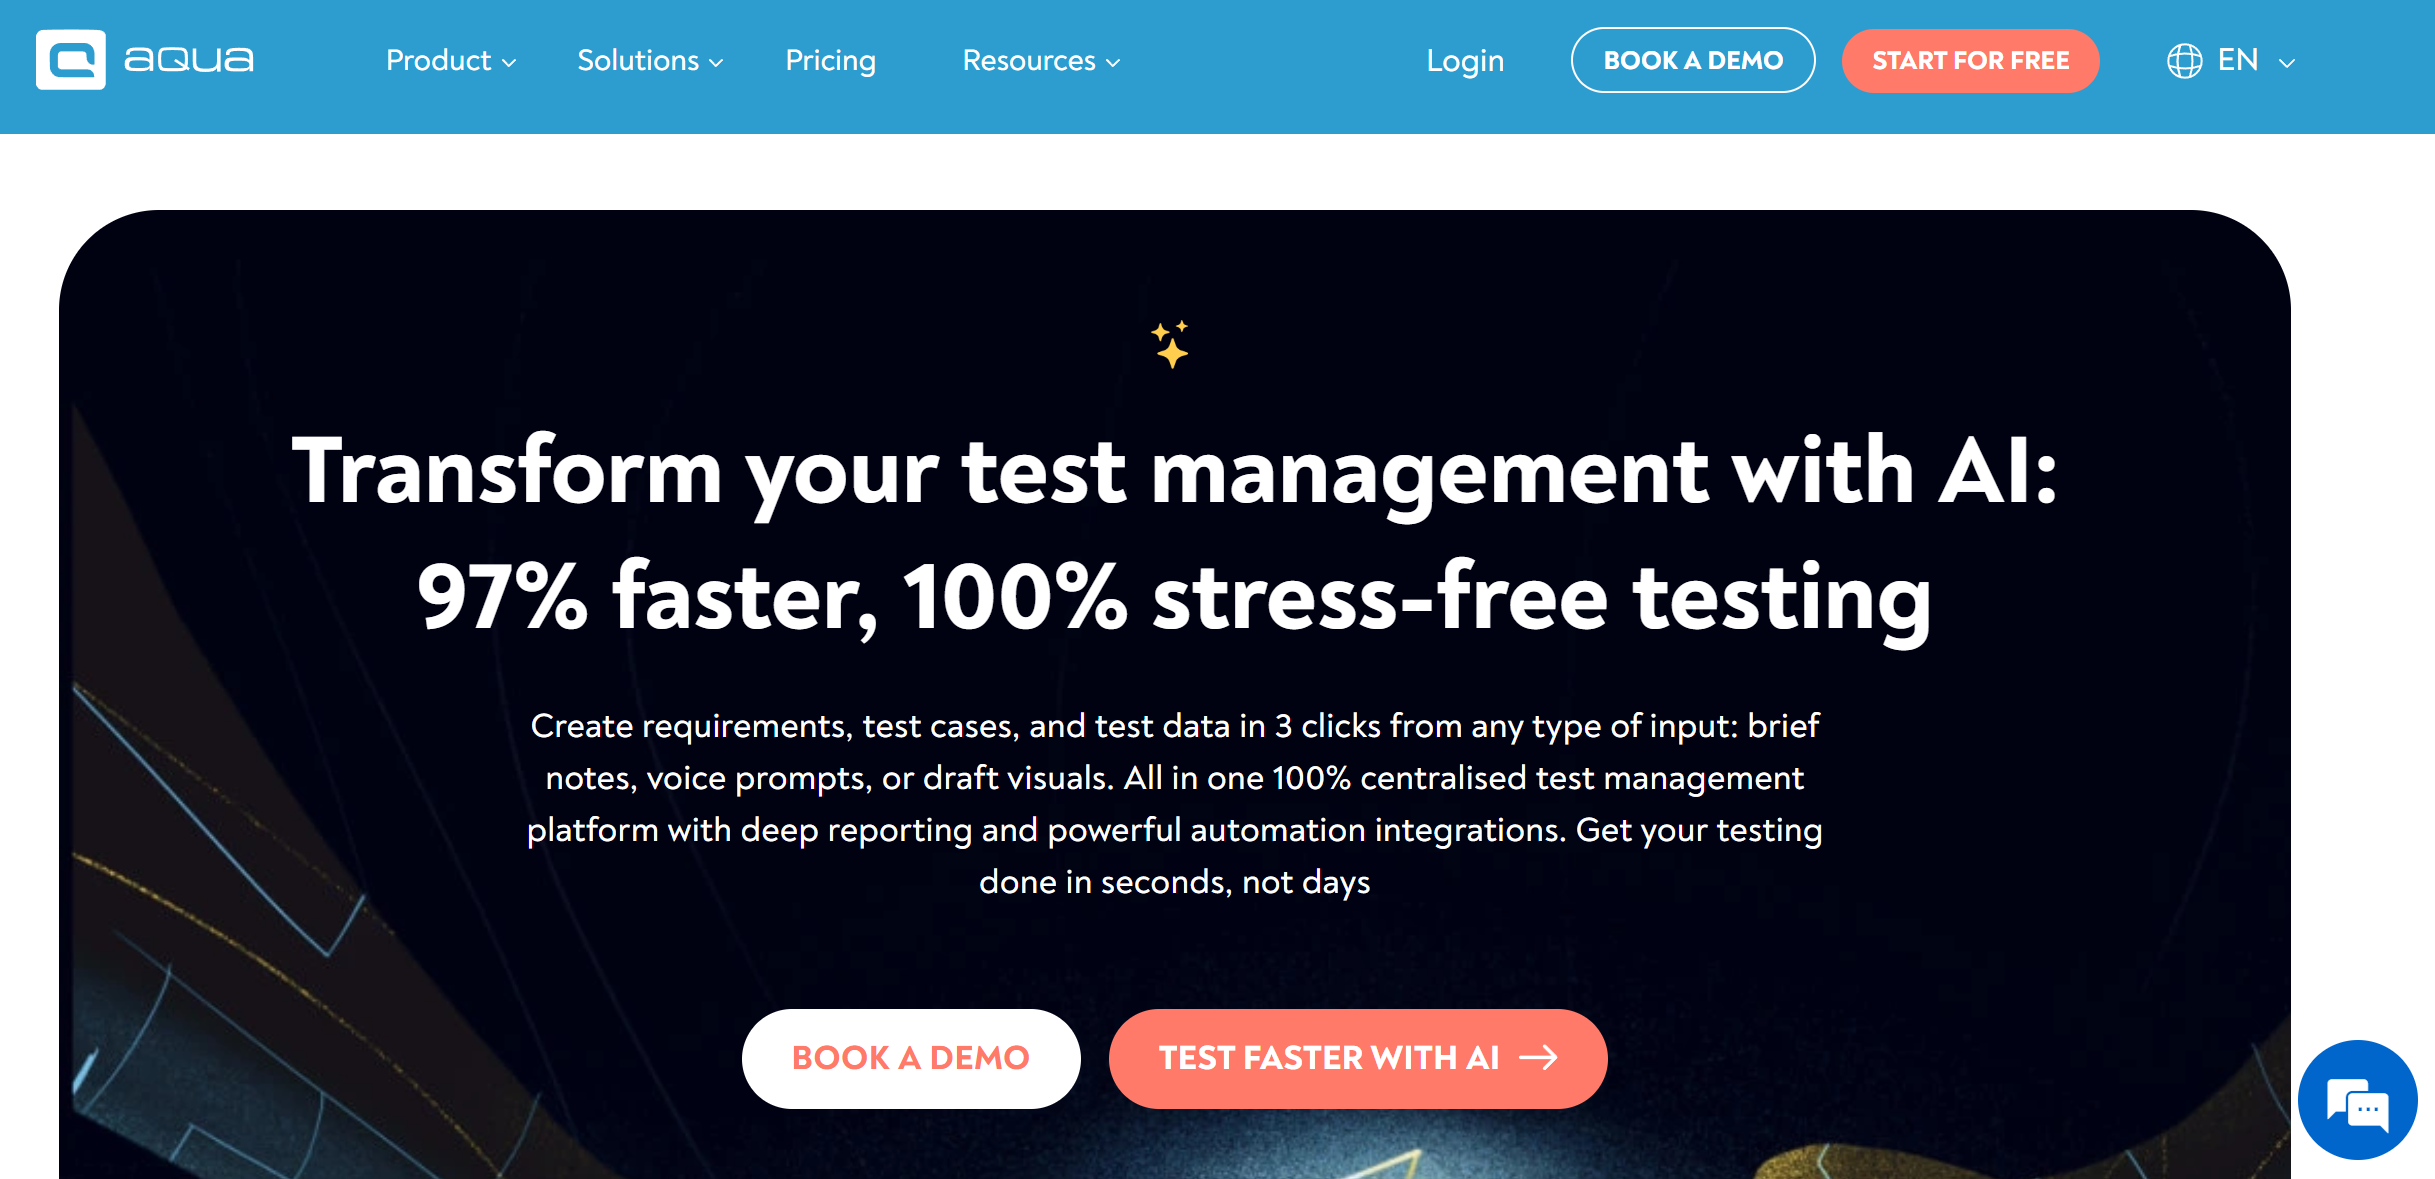 aqua
Product
Solutions
Pricing
Resources
Login
BOOK A DEMO
START FOR FREE
EN
Transform your test management with AI:
97% faster, 100% stress-free testing
Create requirements, test cases, and test data in 3 clicks from any type of input: brief
notes, voice prompts, or draft visuals. All in one 100% centralised test management
platform with deep reporting and powerful automation integrations. Get your testing
done in seconds, not days
BOOK A DEMO
TEST FASTER WITH AI